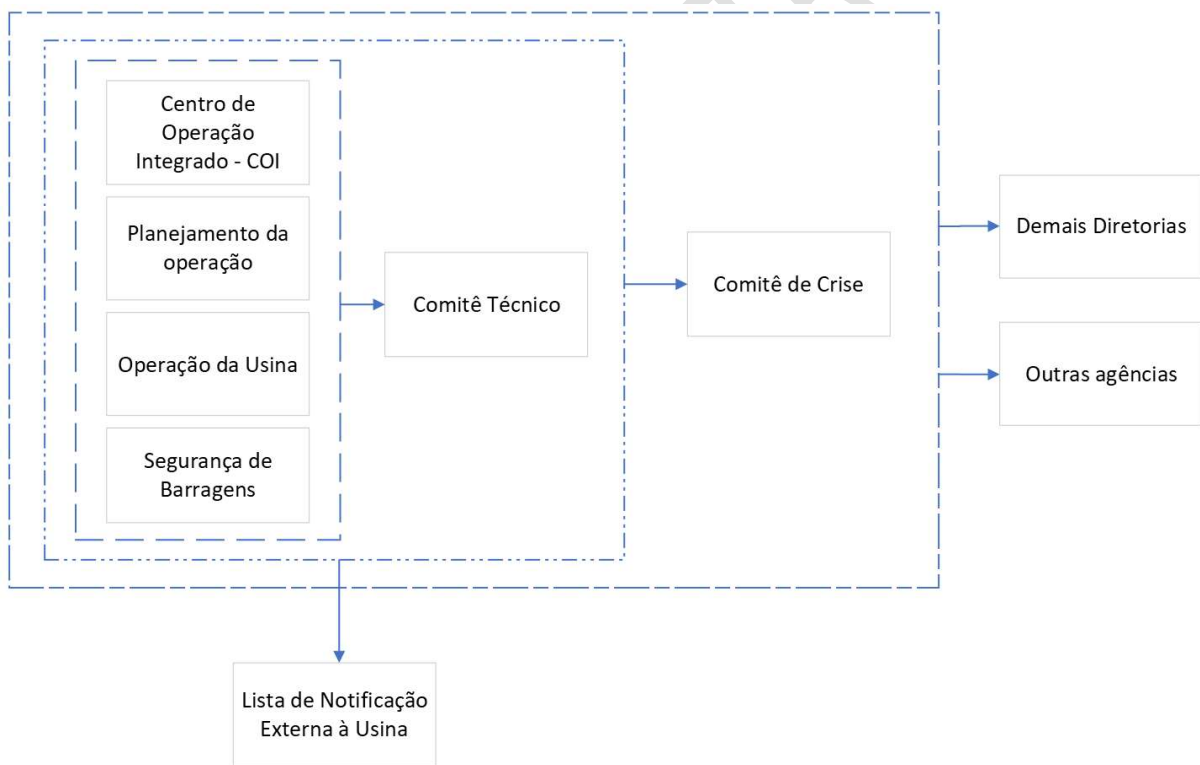 Centro de
Operação
Integrado - COI
Planejamento da
operação
Operação da Usina
Segurança de
Barragens
Comitê Técnico
Comitê de Crise
Demais Diretorias
Outras agências
Lista de Notificação
Externa à Usina